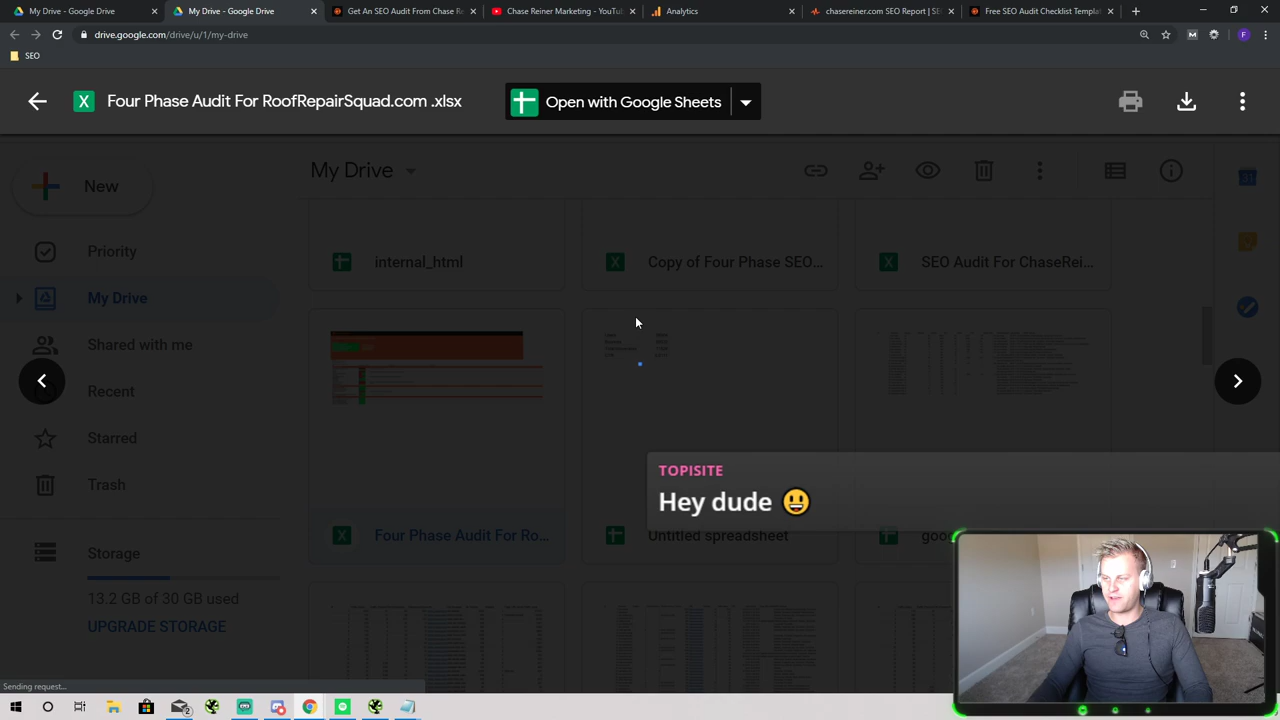 My Drive - Google Drive
My Drive - Google Drive
Get An SEO Audit From Chase Re
Chase Reiner Marketing - YouTu
Analytics
chasereiner.com SEO Report | SE
Free SEO Audit Checklist Templat
drive.google.com/drive/u/1/my-drive
SEO
Four Phase Audit For RoofRepairSquad.com .xlsx
Open with Google Sheets
New
My Drive
Priority
internal_html
Copy of Four Phase SEO...
SEO Audit For ChaseRei...
My Drive
Shared with me
Recent
Starred
Trash
TOPISITE
Hey dude 😃
Four Phase Audit For Ro...
Untitled spreadsheet
Storage
13.2 GB of 30 GB used
UPGRADE STORAGE
Sending request...